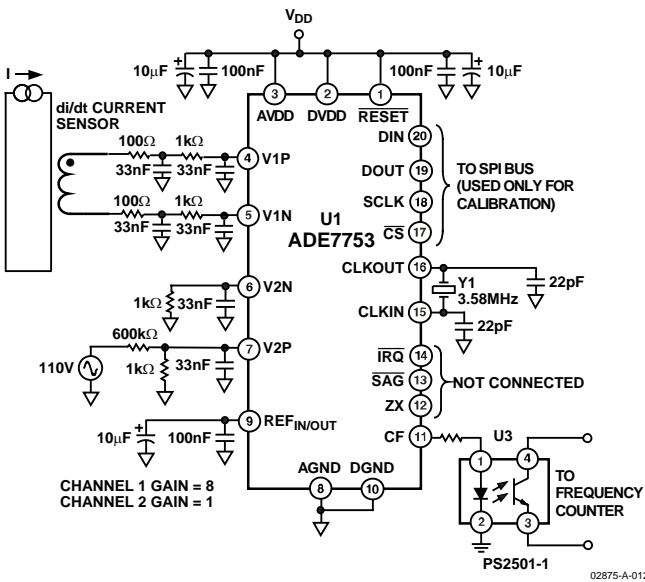 VDD
10µF
100nF
100nF
10µF
I
di/dt CURRENT
SENSOR
3
2
1
AVDD
DVDD
RESET
DIN
20
DOUT
19
SCLK
18
CS
17
TO SPI BUS
(USED ONLY FOR
CALIBRATION)
100Ω
1kΩ
33nF
33nF
4
V1P
100Ω
1kΩ
33nF
33nF
5
V1N
U1
ADE7753
1kΩ
33nF
6
V2N
CLKOUT
16
Y1
3.58MHz
22pF
CLKIN
15
22pF
600kΩ
110V
1kΩ
33nF
7
V2P
IRQ
14
SAG
13
ZX
12
NOT CONNECTED
10µF
100nF
9
REFIN/OUT
CF
11
U3
1
4
2
3
TO
FREQUENCY
COUNTER
PS2501-1
AGND
DGND
8
10
CHANNEL 1 GAIN = 8
CHANNEL 2 GAIN = 1